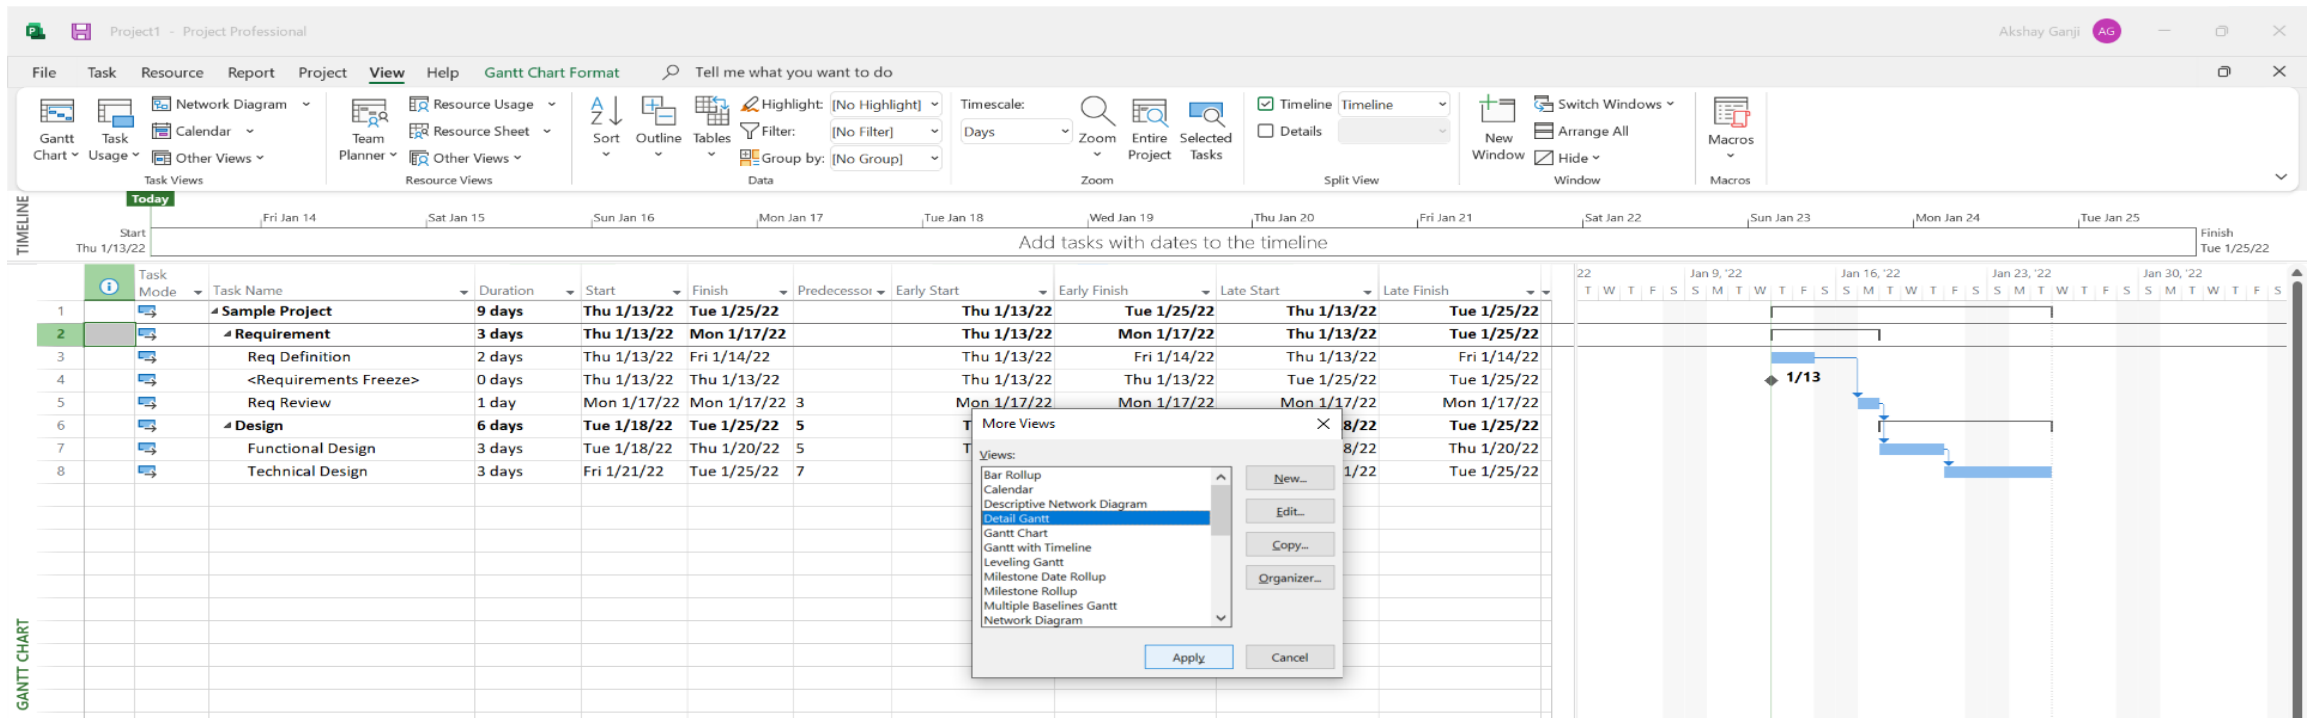 Project1 - Project Professional
Akshay Ganji AG
File Task Resource Report Project View Help Gantt Chart Format Tell me what you want to do
Gantt Chart
Task Usage
Network Diagram
Calendar
Other Views
Task Views
Team Planner
Resource Usage
Resource Sheet
Other Views
Resource Views
Sort
Outline
Tables
Highlight: [No Highlight]
Filter: [No Filter]
Group by: [No Group]
Data
Timescale:
Days
Zoom
Entire Project
Selected Tasks
Zoom
Timeline Timeline
Details
Split View
New Window
Switch Windows
Arrange All
Hide
Window
Macros
Macros
TIMELINE
Today
Start
Thu 1/13/22
Fri Jan 14 Sat Jan 15 Sun Jan 16 Mon Jan 17 Tue Jan 18 Wed Jan 19 Thu Jan 20 Fri Jan 21 Sat Jan 22 Sun Jan 23 Mon Jan 24 Tue Jan 25
Add tasks with dates to the timeline
Finish
Tue 1/25/22
Task Mode Task Name Duration Start Finish Predecessor Early Start Early Finish Late Start Late Finish
22 Jan 9, '22 Jan 16, '22 Jan 23, '22 Jan 30, '22
T W T F S S M T W T F S S M T W T F S S M T W T F S S M T W T F S
1 Sample Project 9 days Thu 1/13/22 Tue 1/25/22 Thu 1/13/22 Tue 1/25/22 Thu 1/13/22 Tue 1/25/22
2 Requirement 3 days Thu 1/13/22 Mon 1/17/22 Thu 1/13/22 Mon 1/17/22 Thu 1/13/22 Tue 1/25/22
3 Req Definition 2 days Thu 1/13/22 Fri 1/14/22 Thu 1/13/22 Fri 1/14/22 Thu 1/13/22 Fri 1/14/22
4 <Requirements Freeze> 0 days Thu 1/13/22 Thu 1/13/22 Thu 1/13/22 Thu 1/13/22 Tue 1/25/22 Tue 1/25/22 1/13
5 Req Review 1 day Mon 1/17/22 Mon 1/17/22 3 Mon 1/17/22 Mon 1/17/22 Mon 1/17/22 Mon 1/17/22
6 Design 6 days Tue 1/18/22 Tue 1/25/22 5 T 8/22 Tue 1/25/22
7 Functional Design 3 days Tue 1/18/22 Thu 1/20/22 5 T 8/22 Thu 1/20/22
8 Technical Design 3 days Fri 1/21/22 Tue 1/25/22 7 1/22 Tue 1/25/22
GANTT CHART
More Views
Views:
Bar Rollup
Calendar
Descriptive Network Diagram
Detail Gantt
Gantt Chart
Gantt with Timeline
Leveling Gantt
Milestone Date Rollup
Milestone Rollup
Multiple Baselines Gantt
Network Diagram
New...
Edit...
Copy...
Organizer...
Apply
Cancel